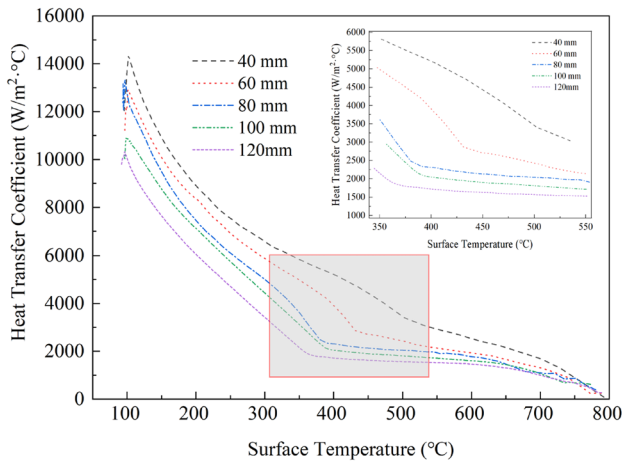 Heat Transfer Coefficient (W/m²·°C)
16000
14000
12000
10000
8000
6000
4000
2000
0
40 mm
60 mm
80 mm
100 mm
120mm
Heat Transfer Coefficient (W/m²·°C)
6000
5500
5000
4500
4000
3500
3000
2500
2000
1500
1000
40 mm
60 mm
80 mm
100 mm
120mm
350 400 450 500 550
Surface Temperature (℃)
100 200 300 400 500 600 700 800
Surface Temperature (℃)